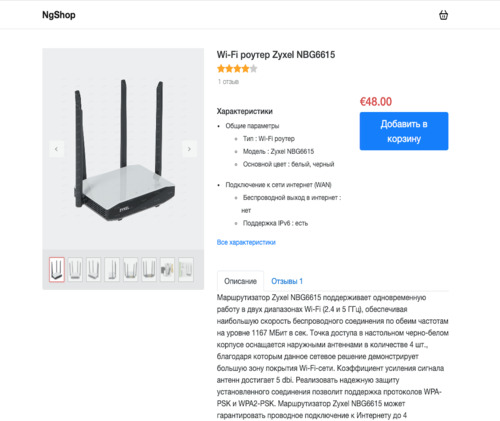 NgShop
Wi-Fi роутер Zyxel NBG6615
1 отзыв
€48.00
Добавить в
корзину
Характеристики
Общие параметры
Тип : Wi-Fi роутер
Модель : Zyxel NBG6615
Основной цвет : белый, черный
Подключение к сети интернет (WAN)
Беспроводной выход в интернет :
нет
Поддержка IPv6 : есть
Все характеристики
Описание Отзывы 1
Маршрутизатор Zyxel NBG6615 поддерживает одновременную
работу в двух диапазонах Wi-Fi (2.4 и 5 ГГц), обеспечивая
наибольшую скорость беспроводного соединения по обеим частотам
на уровне 1167 МБит в сек. Точка доступа в настольном черно-белом
корпусе оснащается наружными антеннами в количестве 4 шт.,
благодаря которым данное сетевое решение демонстрирует
большую зону покрытия Wi-Fi-сети. Коэффициент усиления сигнала
антенн достигает 5 dbi. Реализовать надежную защиту
установленного соединения позволит поддержка протоколов WPA-
PSK и WPA2-PSK. Маршрутизатор Zyxel NBG6615 может
гарантировать проводное подключение к Интернету до 4
ZYXEL